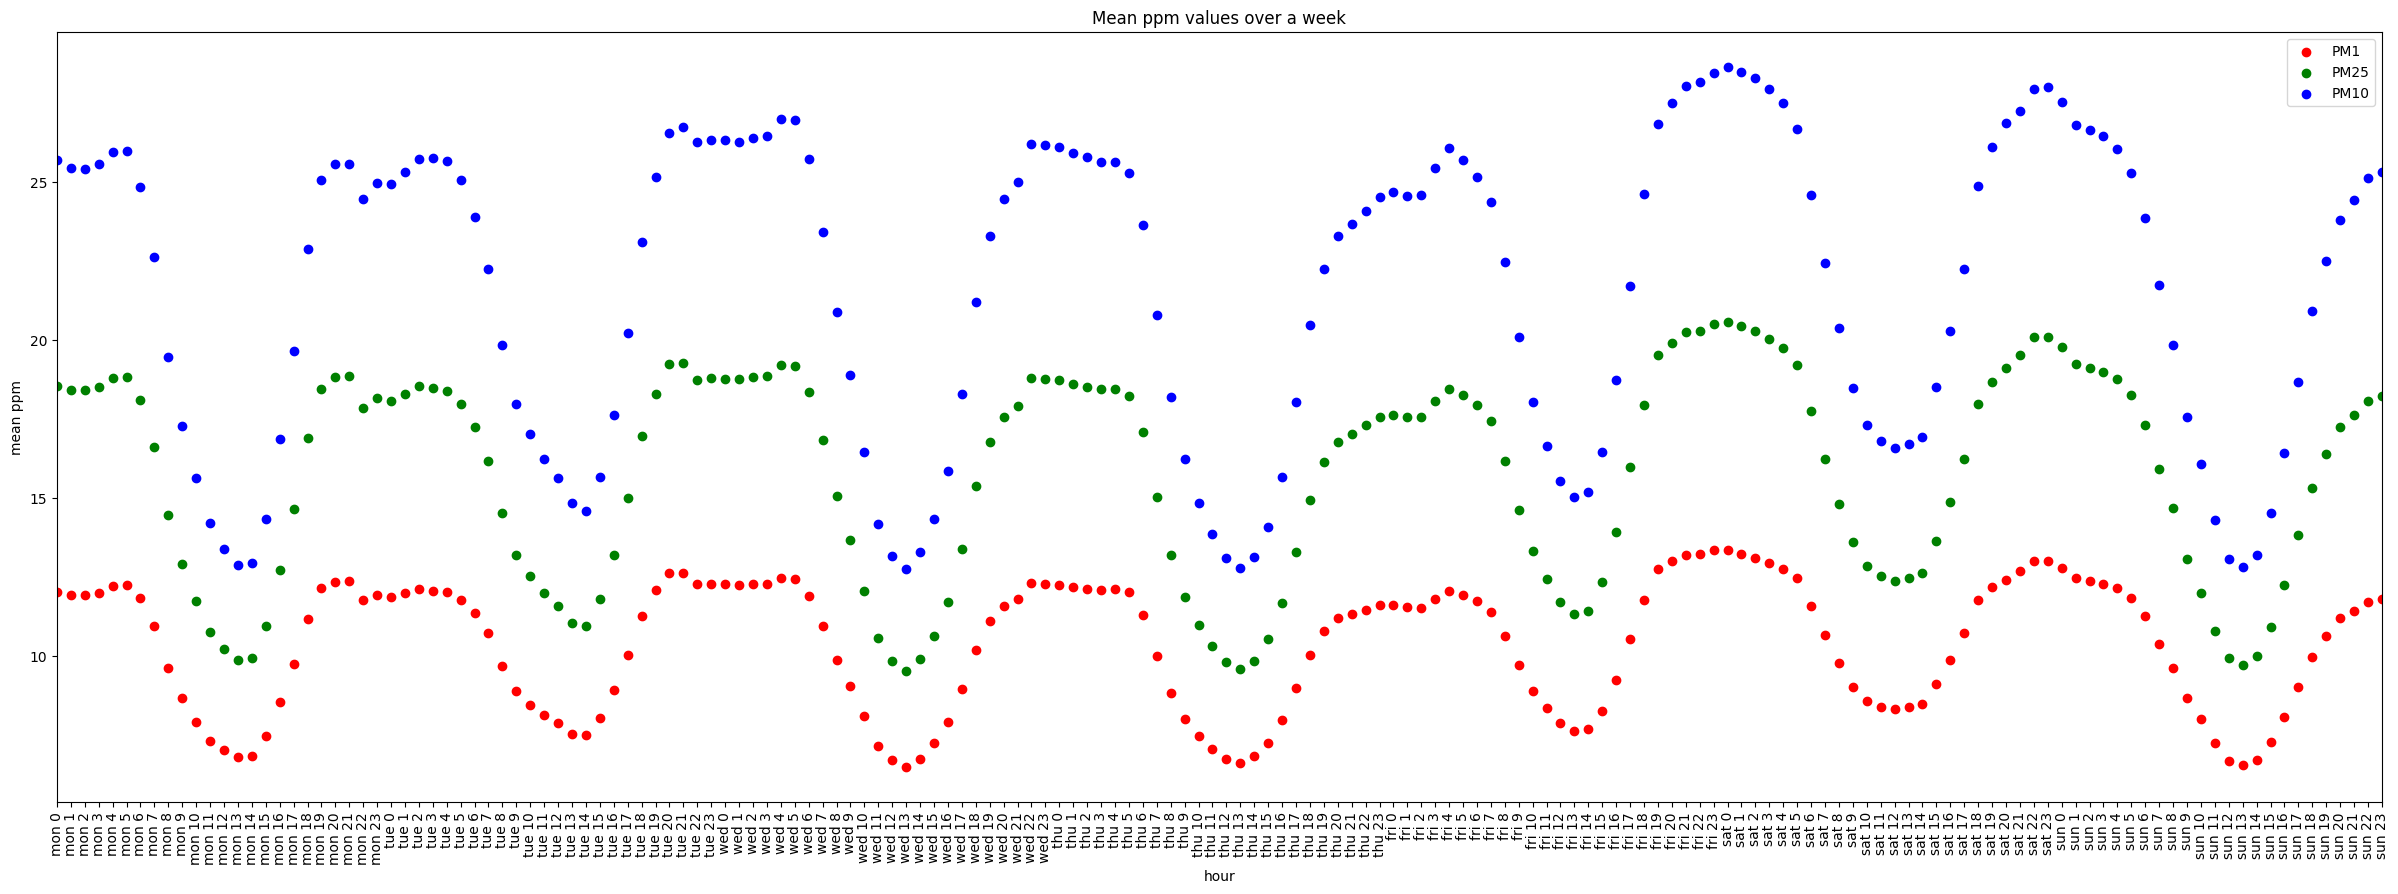 Mean ppm values over a week
PM1
PM25
PM10
mean ppm
25
20
15
10
mon 0
mon 1
mon 2
mon 3
mon 4
mon 5
mon 6
mon 7
mon 8
mon 9
mon 10
mon 11
mon 12
mon 13
mon 14
mon 15
mon 16
mon 17
mon 18
mon 19
mon 20
mon 21
mon 22
mon 23
tue 0
tue 1
tue 2
tue 3
tue 4
tue 5
tue 6
tue 7
tue 8
tue 9
tue 10
tue 11
tue 12
tue 13
tue 14
tue 15
tue 16
tue 17
tue 18
tue 19
tue 20
tue 21
tue 22
tue 23
wed 0
wed 1
wed 2
wed 3
wed 4
wed 5
wed 6
wed 7
wed 8
wed 9
wed 10
wed 11
wed 12
wed 13
wed 14
wed 15
wed 16
wed 17
wed 18
wed 19
wed 20
wed 21
wed 22
wed 23
thu 0
thu 1
thu 2
thu 3
thu 4
thu 5
thu 6
thu 7
thu 8
thu 9
thu 10
thu 11
thu 12
thu 13
thu 14
thu 15
thu 16
thu 17
thu 18
thu 19
thu 20
thu 21
thu 22
thu 23
fri 0
fri 1
fri 2
fri 3
fri 4
fri 5
fri 6
fri 7
fri 8
fri 9
fri 10
fri 11
fri 12
fri 13
fri 14
fri 15
fri 16
fri 17
fri 18
fri 19
fri 20
fri 21
fri 22
fri 23
sat 0
sat 1
sat 2
sat 3
sat 4
sat 5
sat 6
sat 7
sat 8
sat 9
sat 10
sat 11
sat 12
sat 13
sat 14
sat 15
sat 16
sat 17
sat 18
sat 19
sat 20
sat 21
sat 22
sat 23
sun 0
sun 1
sun 2
sun 3
sun 4
sun 5
sun 6
sun 7
sun 8
sun 9
sun 10
sun 11
sun 12
sun 13
sun 14
sun 15
sun 16
sun 17
sun 18
sun 19
sun 20
sun 21
sun 22
sun 23
hour